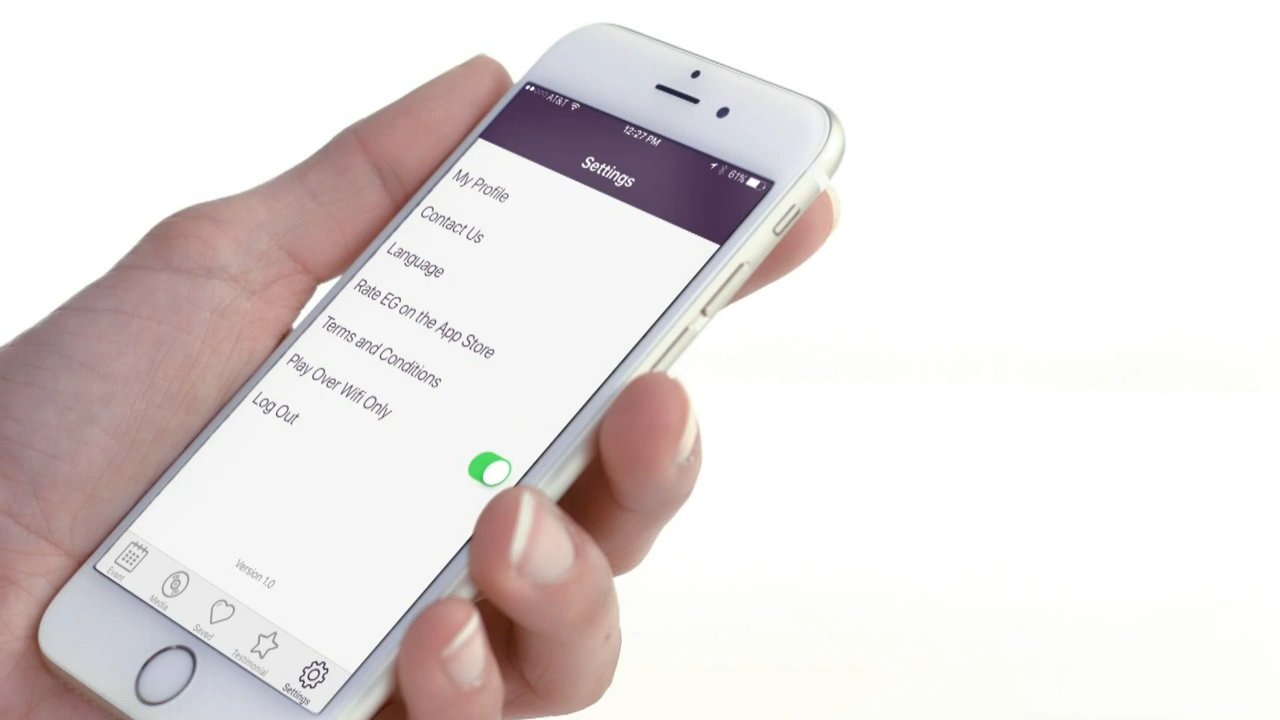 AT&T
12:27 PM
61%
Settings
My Profile
Contact Us
Language
Rate EG on the App Store
Terms and Conditions
Play Over Wifi Only
Log Out
Version 1.0
Event
Media
Saved
Testimonial
Settings